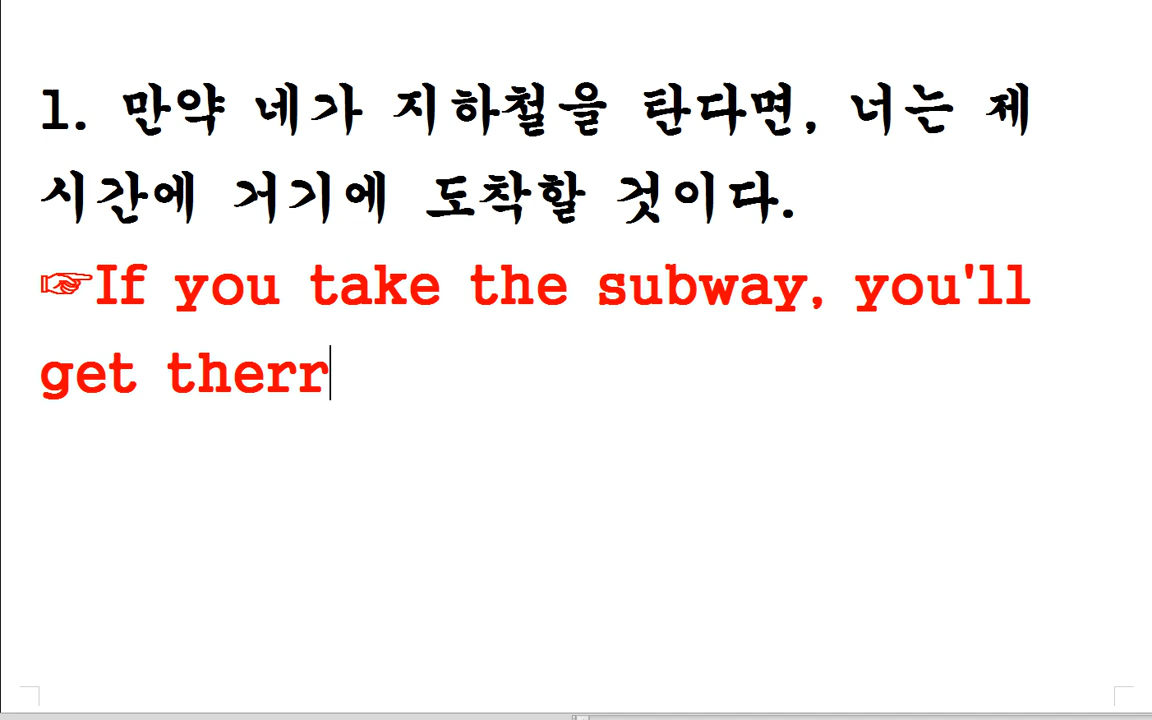 1. 만약 네가 지하철을 탄다면, 너는 제
시간에 거기에 도착할 것이다.
☞If you take the subway, you'll
get therr